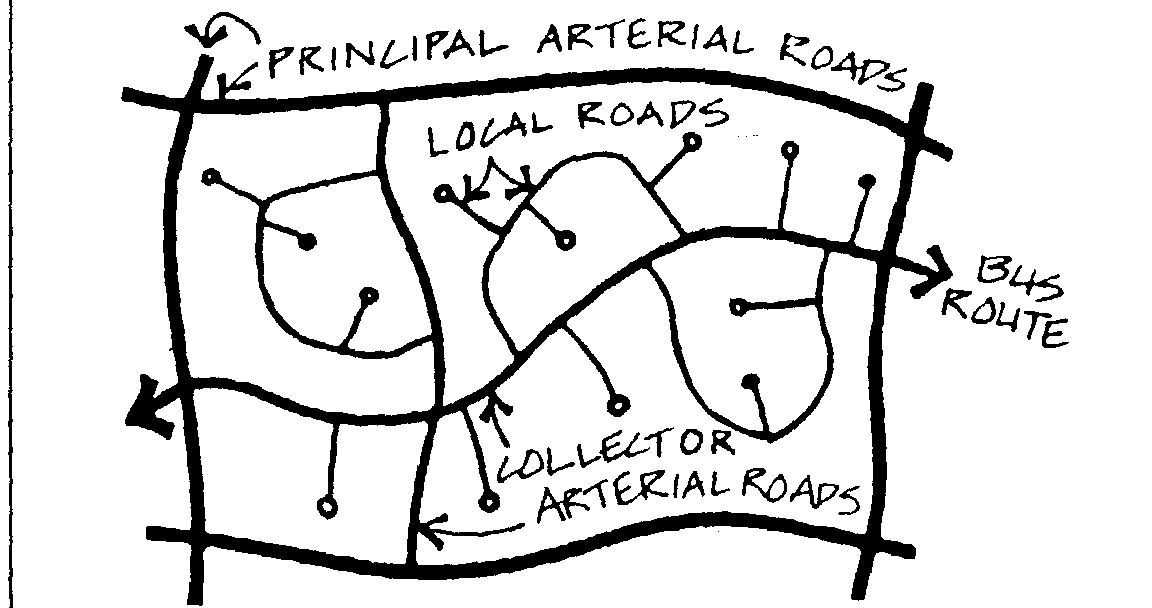 PRINCIPAL ARTERIAL ROADS
LOCAL ROADS
BUS
ROUTE
COLLECTOR
ARTERIAL ROADS